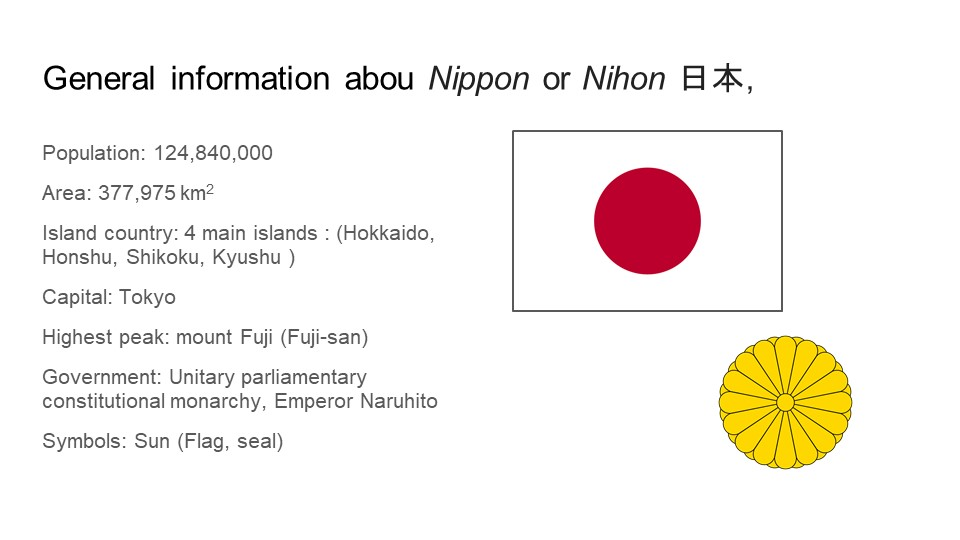 General information abou Nippon or Nihon 日本,
Population: 124,840,000
Area: 377,975 km²
Island country: 4 main islands : (Hokkaido,
Honshu, Shikoku, Kyushu )
Capital: Tokyo
Highest peak: mount Fuji (Fuji-san)
Government: Unitary parliamentary
constitutional monarchy, Emperor Naruhito
Symbols: Sun (Flag, seal)